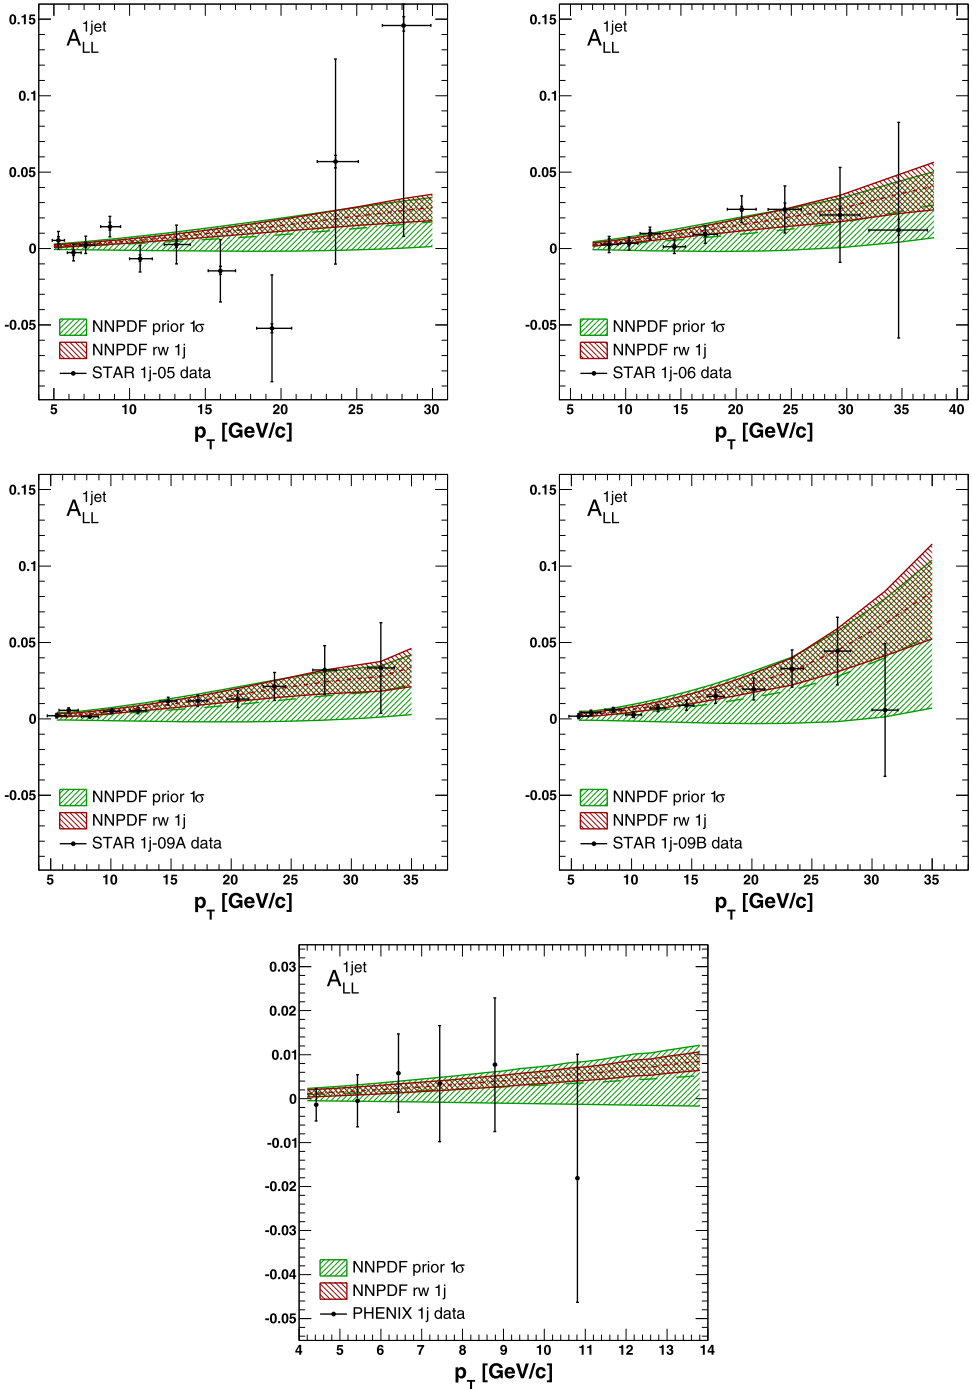 A_LL^1jet
0.15
0.1
0.05
0
-0.05
NNPDF prior 1σ
NNPDF rw 1j
STAR 1j-05 data
5 10 15 20 25 30
p_T [GeV/c]
A_LL^1jet
0.15
0.1
0.05
0
-0.05
NNPDF prior 1σ
NNPDF rw 1j
STAR 1j-06 data
5 10 15 20 25 30 35 40
p_T [GeV/c]
A_LL^1jet
0.15
0.1
0.05
0
-0.05
NNPDF prior 1σ
NNPDF rw 1j
STAR 1j-09A data
5 10 15 20 25 30 35
p_T [GeV/c]
A_LL^1jet
0.15
0.1
0.05
0
-0.05
NNPDF prior 1σ
NNPDF rw 1j
STAR 1j-09B data
5 10 15 20 25 30 35
p_T [GeV/c]
A_LL^1jet
0.03
0.02
0.01
0
-0.01
-0.02
-0.03
-0.04
-0.05
NNPDF prior 1σ
NNPDF rw 1j
PHENIX 1j data
4 5 6 7 8 9 10 11 12 13 14
p_T [GeV/c]